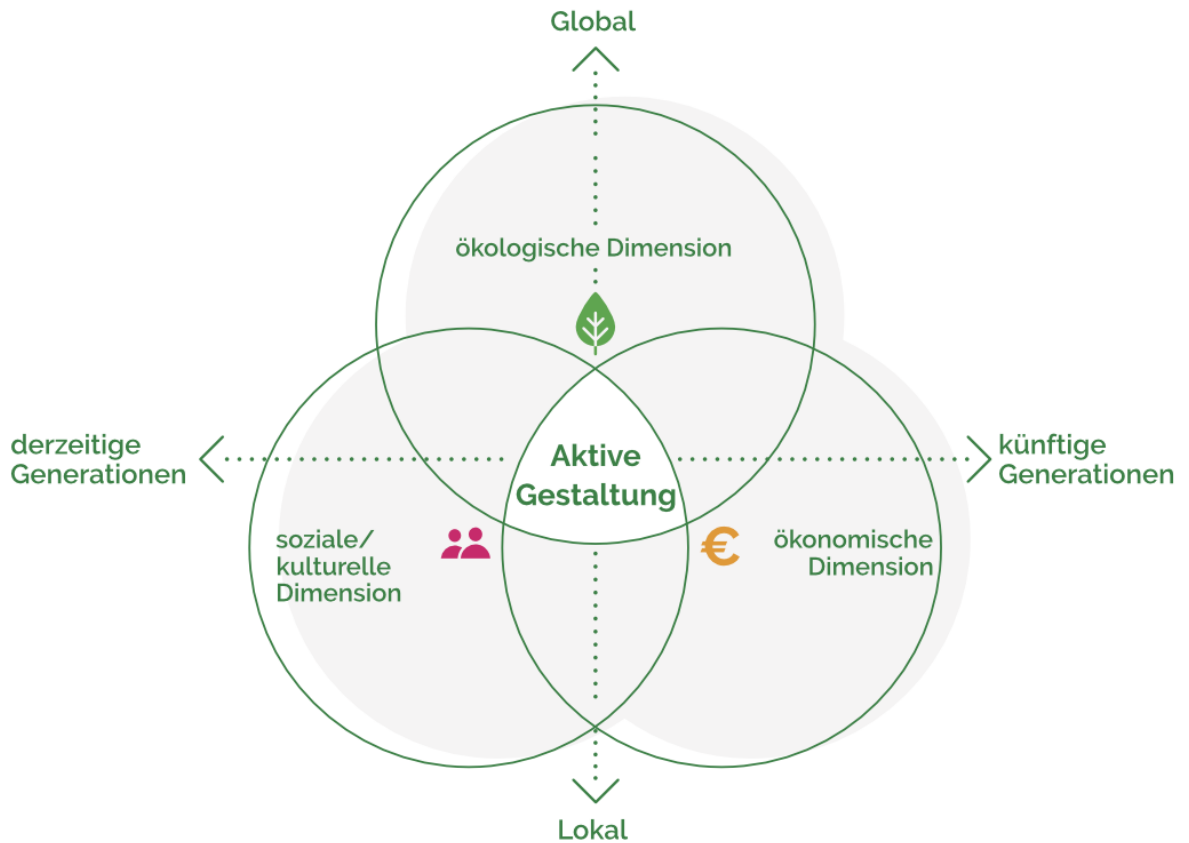 Global
ökologische Dimension
derzeitige
Generationen
Aktive
Gestaltung
künftige
Generationen
soziale/
kulturelle
Dimension
€
ökonomische
Dimension
Lokal